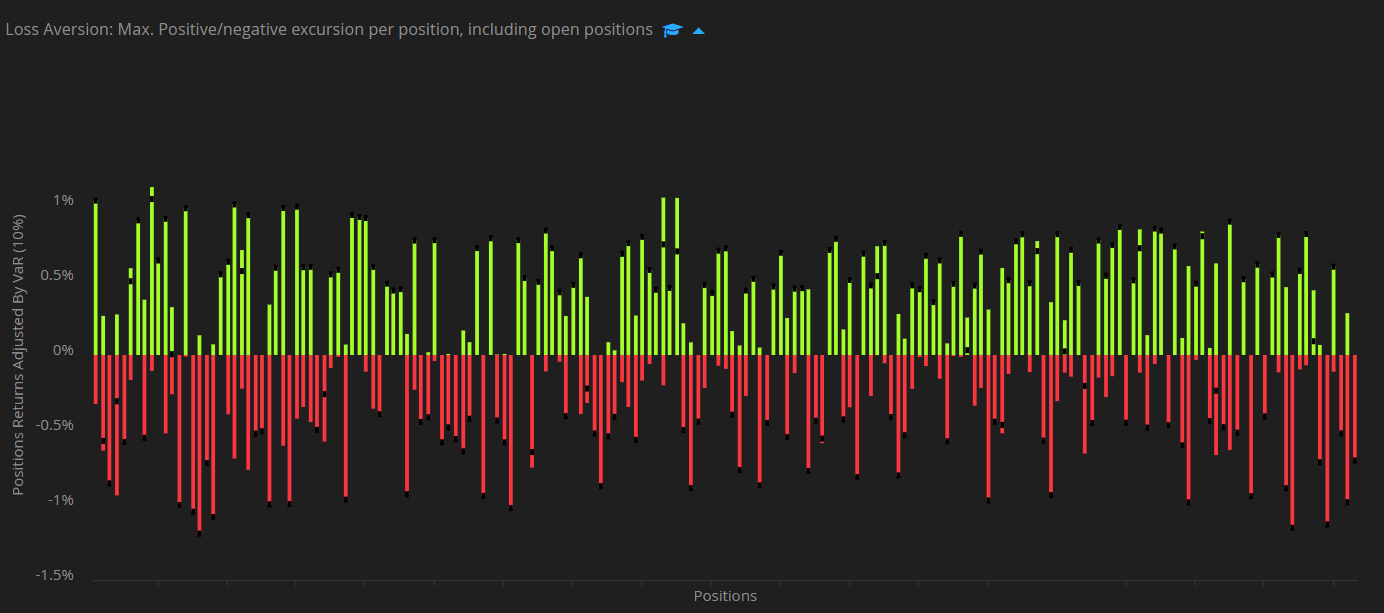 Loss Aversion: Max. Positive/negative excursion per position, including open positions
Positions Returns Adjusted By VaR (10%)
1%
0.5%
0%
-0.5%
-1%
-1.5%
Positions